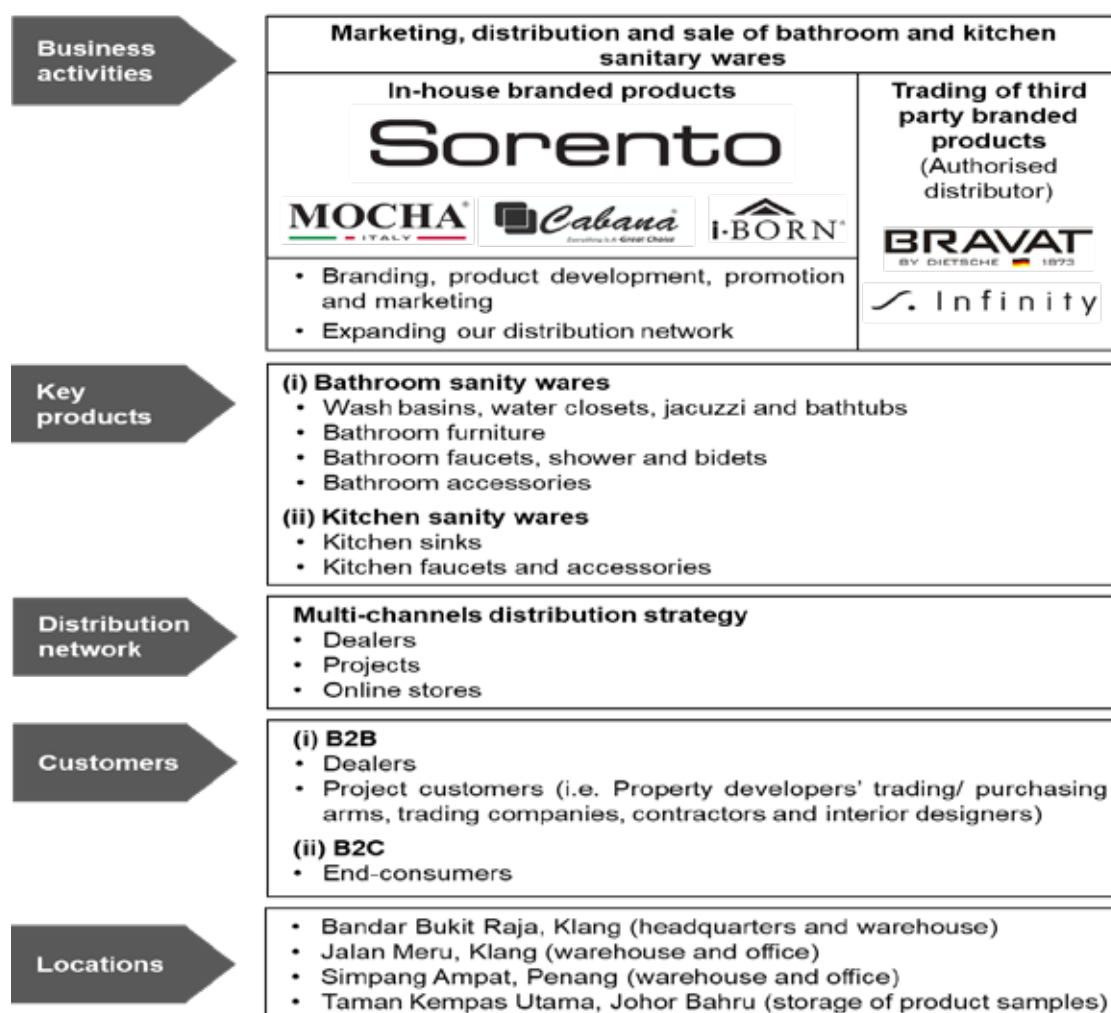 Business
activities
Marketing, distribution and sale of bathroom and kitchen
sanitary wares
In-house branded products
Sorento
MOCHA®
ITALY
Cabana®
Everything Is A Great Choice
i·BORN®
• Branding, product development, promotion
and marketing
• Expanding our distribution network
Trading of third
party branded
products
(Authorised
distributor)
BRAVAT
BY DIETSCHE 1873
Infinity
Key
products
(i) Bathroom sanity wares
• Wash basins, water closets, jacuzzi and bathtubs
• Bathroom furniture
• Bathroom faucets, shower and bidets
• Bathroom accessories
(ii) Kitchen sanity wares
• Kitchen sinks
• Kitchen faucets and accessories
Distribution
network
Multi-channels distribution strategy
• Dealers
• Projects
• Online stores
Customers
(i) B2B
• Dealers
• Project customers (i.e. Property developers' trading/ purchasing
arms, trading companies, contractors and interior designers)
(ii) B2C
• End-consumers
Locations
• Bandar Bukit Raja, Klang (headquarters and warehouse)
• Jalan Meru, Klang (warehouse and office)
• Simpang Ampat, Penang (warehouse and office)
• Taman Kempas Utama, Johor Bahru (storage of product samples)